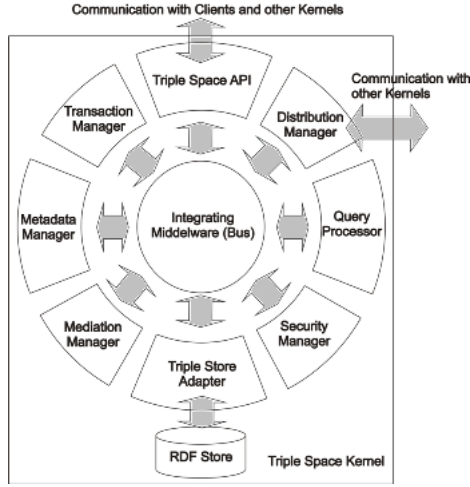 Communication with Clients and other Kernels
Triple Space API
Communication with
other Kernels
Transaction
Manager
Distribution
Manager
Metadata
Manager
Integrating
Middelware (Bus)
Query
Processor
Mediation
Manager
Security
Manager
Triple Store
Adapter
RDF Store
Triple Space Kernel